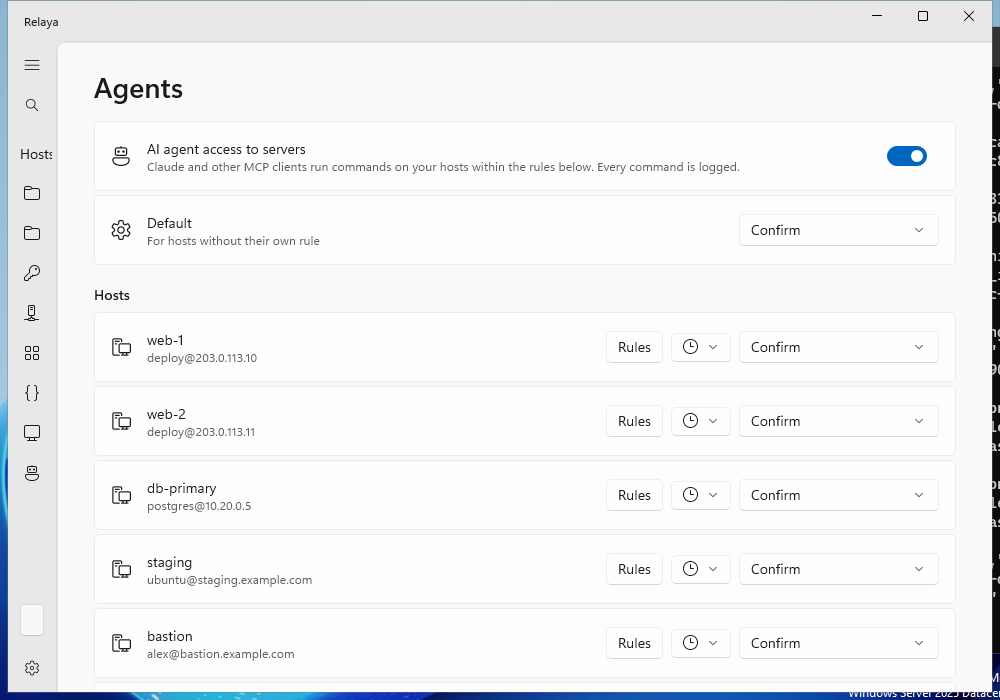 Relaya
Agents
Hosts
AI agent access to servers
Claude and other MCP clients run commands on your hosts within the rules below. Every command is logged.
Default
For hosts without their own rule
Confirm
Hosts
web-1
deploy@203.0.113.10
Rules
Confirm
web-2
deploy@203.0.113.11
Rules
Confirm
db-primary
postgres@10.20.0.5
Rules
Confirm
staging
ubuntu@staging.example.com
Rules
Confirm
bastion
alex@bastion.example.com
Rules
Confirm
Windows Server 2025